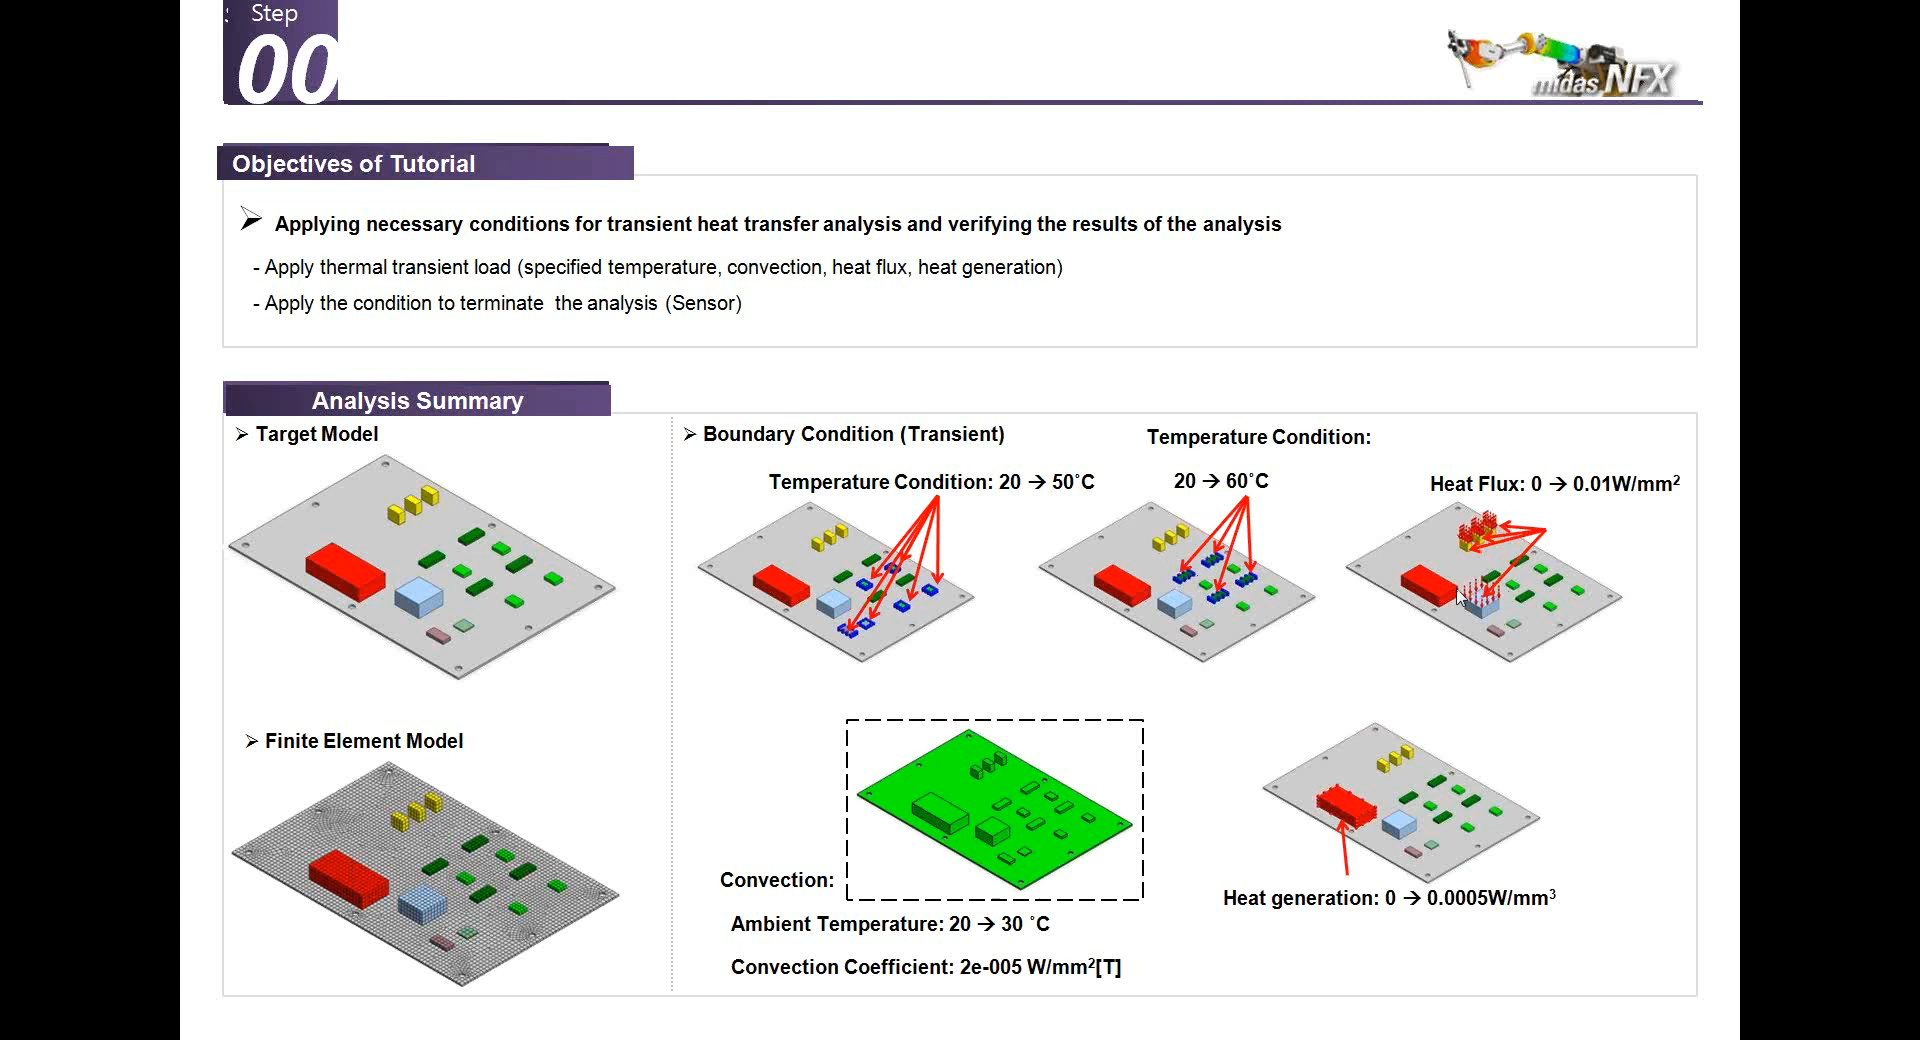 Step
00
midas NFX
Objectives of Tutorial
➢ Applying necessary conditions for transient heat transfer analysis and verifying the results of the analysis
- Apply thermal transient load (specified temperature, convection, heat flux, heat generation)
- Apply the condition to terminate the analysis (Sensor)
Analysis Summary
➢ Target Model
➢ Boundary Condition (Transient)
Temperature Condition: 20 → 50˚C
Temperature Condition:
20 → 60˚C
Heat Flux: 0 → 0.01W/mm²
➢ Finite Element Model
Convection:
Ambient Temperature: 20 → 30 ˚C
Convection Coefficient: 2e-005 W/mm²[T]
Heat generation: 0 → 0.0005W/mm³